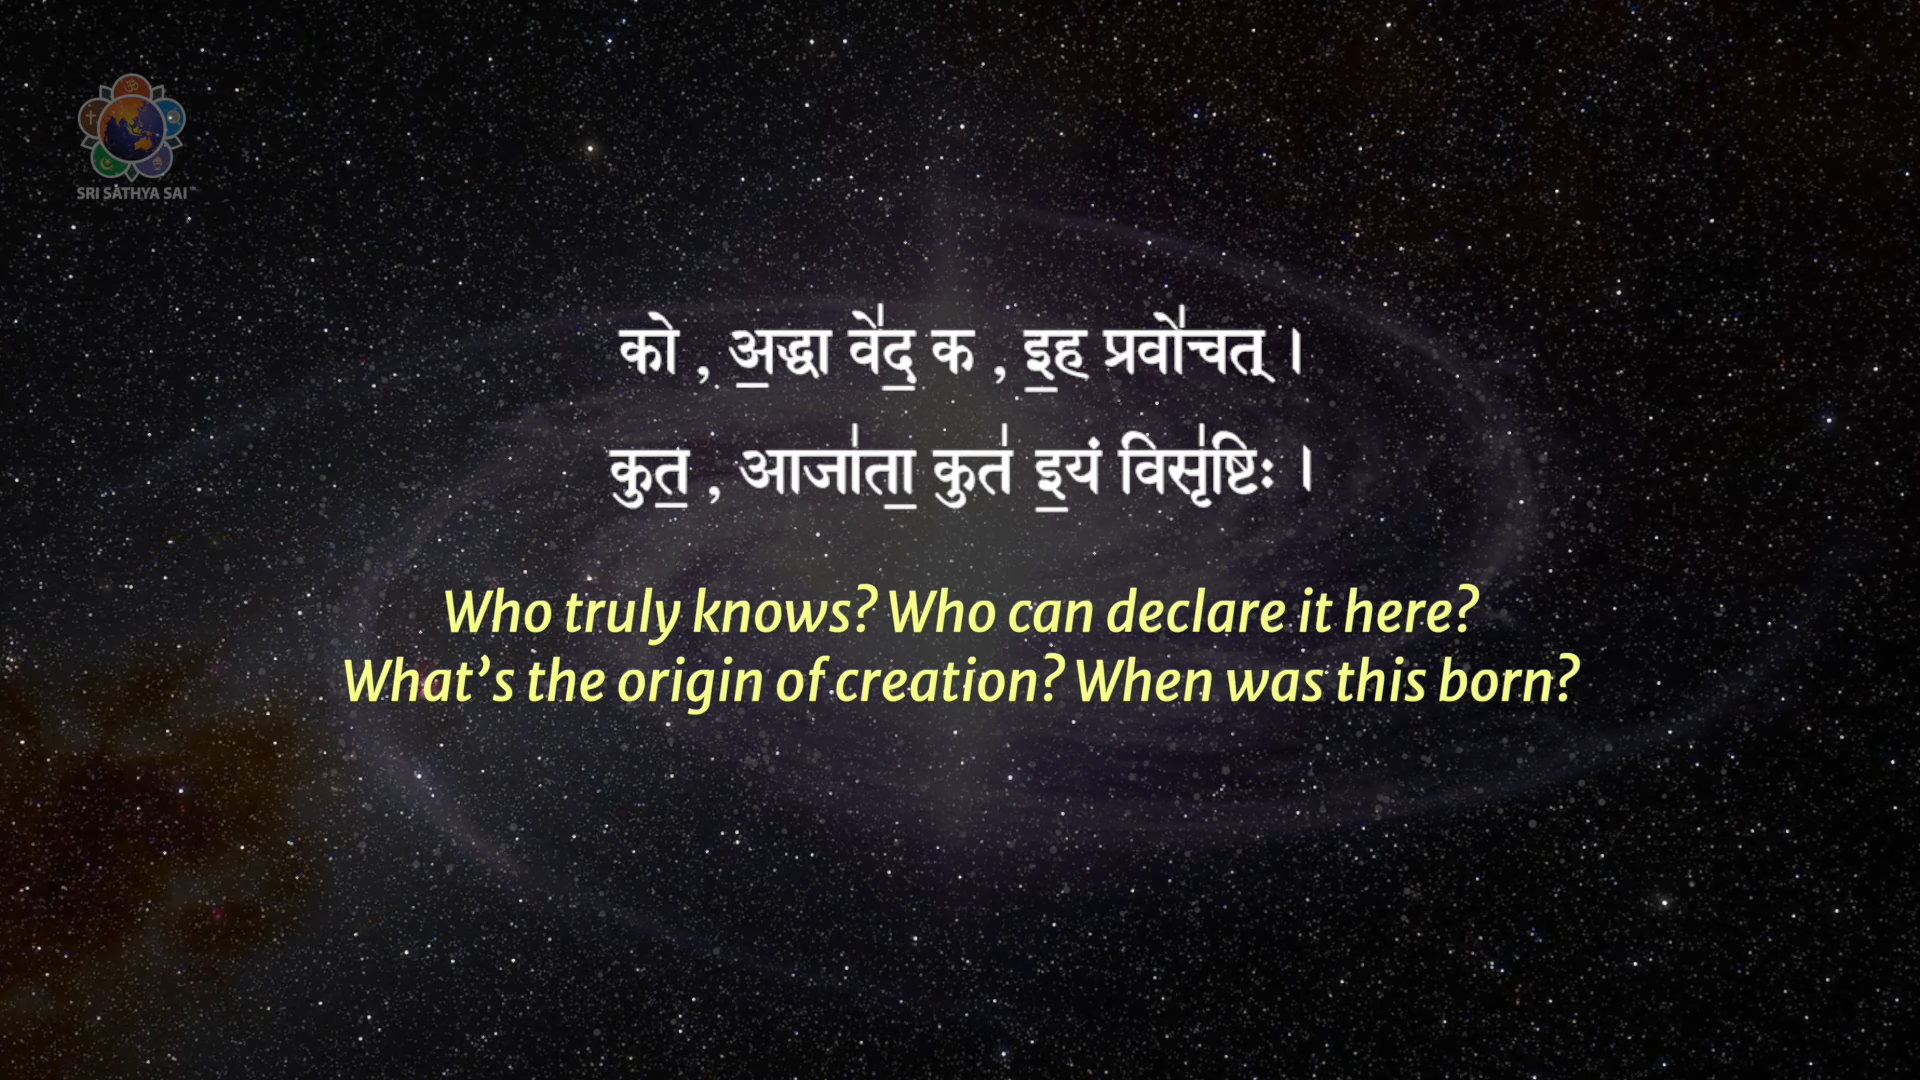 SRI SATHYA SAI
को , अ॒द्धा वे॑द॒ क , इ॒ह प्रवो॑चत् ।
कुत॒ , आजा॑ता॒ कुत॑ इ॒यं विसृ॑ष्टिः ।
Who truly knows? Who can declare it here?
What’s the origin of creation? When was this born?